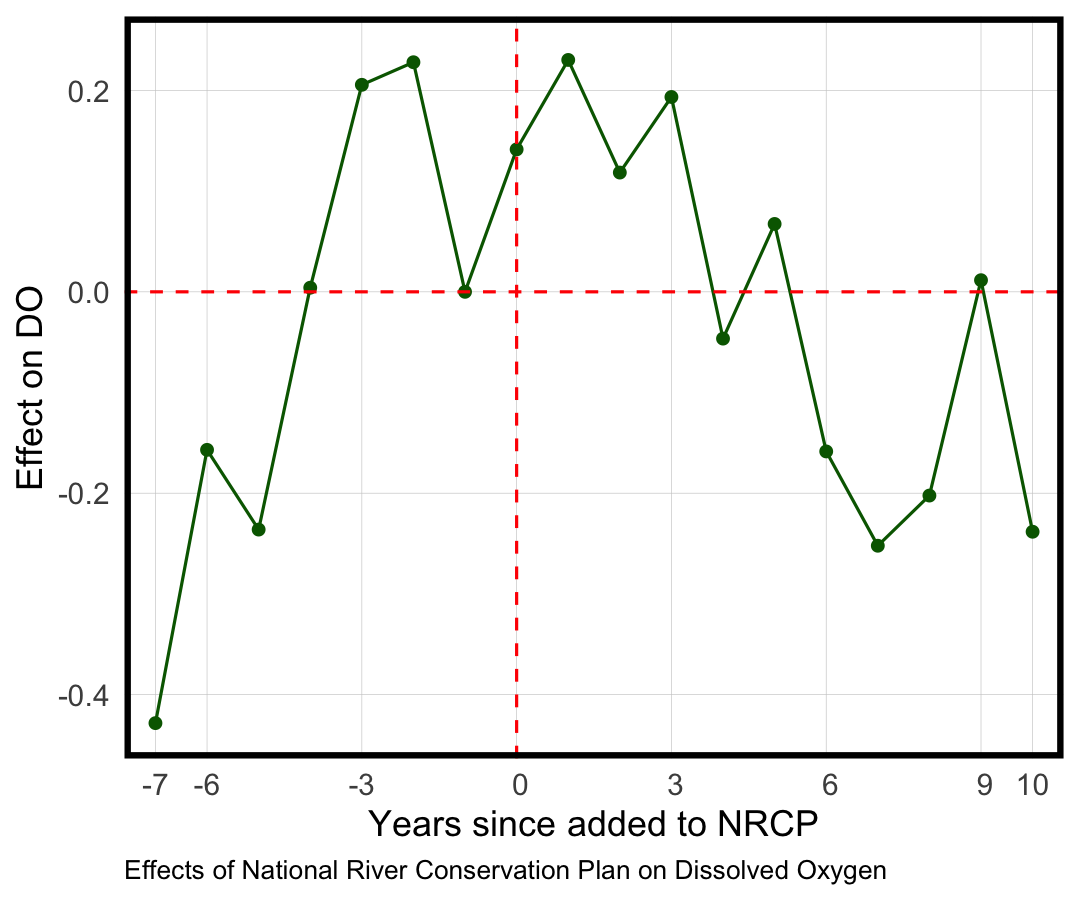 0.2
0.0
-0.2
-0.4
Effect on DO
-7 -6 -3 0 3 6 9 10
Years since added to NRCP
Effects of National River Conservation Plan on Dissolved Oxygen